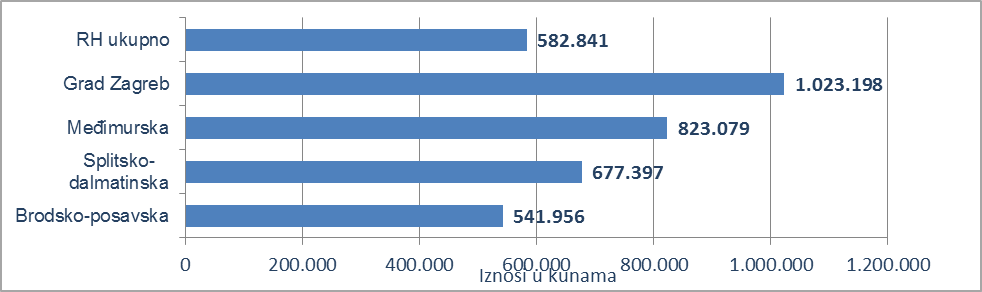 RH ukupno
582.841
Grad Zagreb
1.023.198
Međimurska
823.079
Splitsko-
dalmatinska
677.397
Brodsko-posavska
541.956
0 200.000 400.000 600.000 800.000 1.000.000 1.200.000
Iznosi u kunama